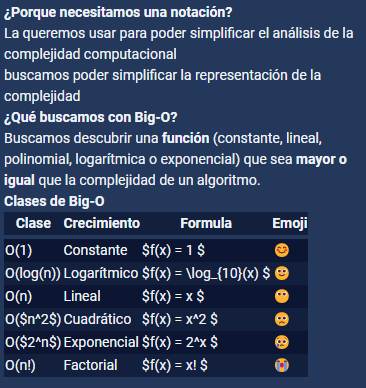 ¿Porque necesitamos una notación?
La queremos usar para poder simplificar el análisis de la
complejidad computacional
buscamos poder simplificar la representación de la
complejidad
¿Qué buscamos con Big-O?
Buscamos descubrir una función (constante, lineal,
polinomial, logarítmica o exponencial) que sea mayor o
igual que la complejidad de un algoritmo.
Clases de Big-O
Clase Crecimiento Formula Emoji
O(1) Constante $f(x) = 1 $ 😊
O(log(n)) Logarítmico $f(x) = \log_{10}(x) $ 🙂
O(n) Lineal $f(x) = x $ 😶
O($n^2$) Cuadrático $f(x) = x^2 $ 😕
O($2^n$) Exponencial $f(x) = 2^x $ 😢
O(n!) Factorial $f(x) = x! $ 😭